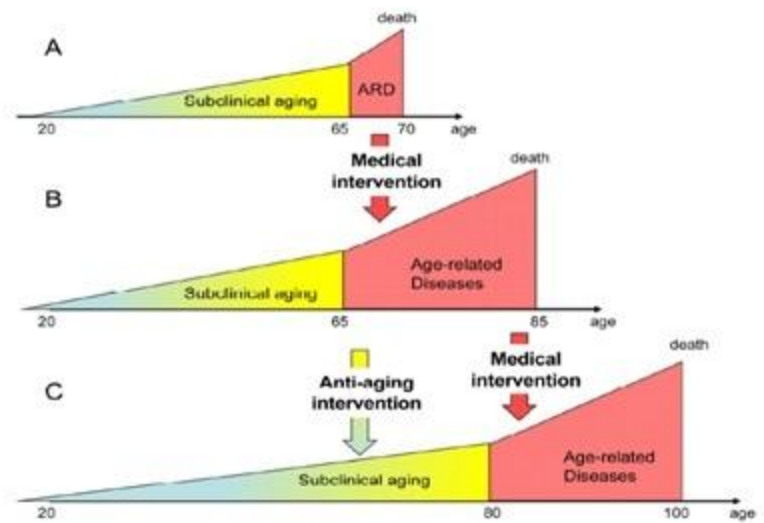 death
A
Subclinical aging
ARD
20 65 70 age
Medical
intervention
death
B
Age-related
Diseases
Subclinical aging
20 65 85 age
death
Medical
intervention
Anti-aging
intervention
C
Age-related
Diseases
Subclinical aging
20 80 100 age